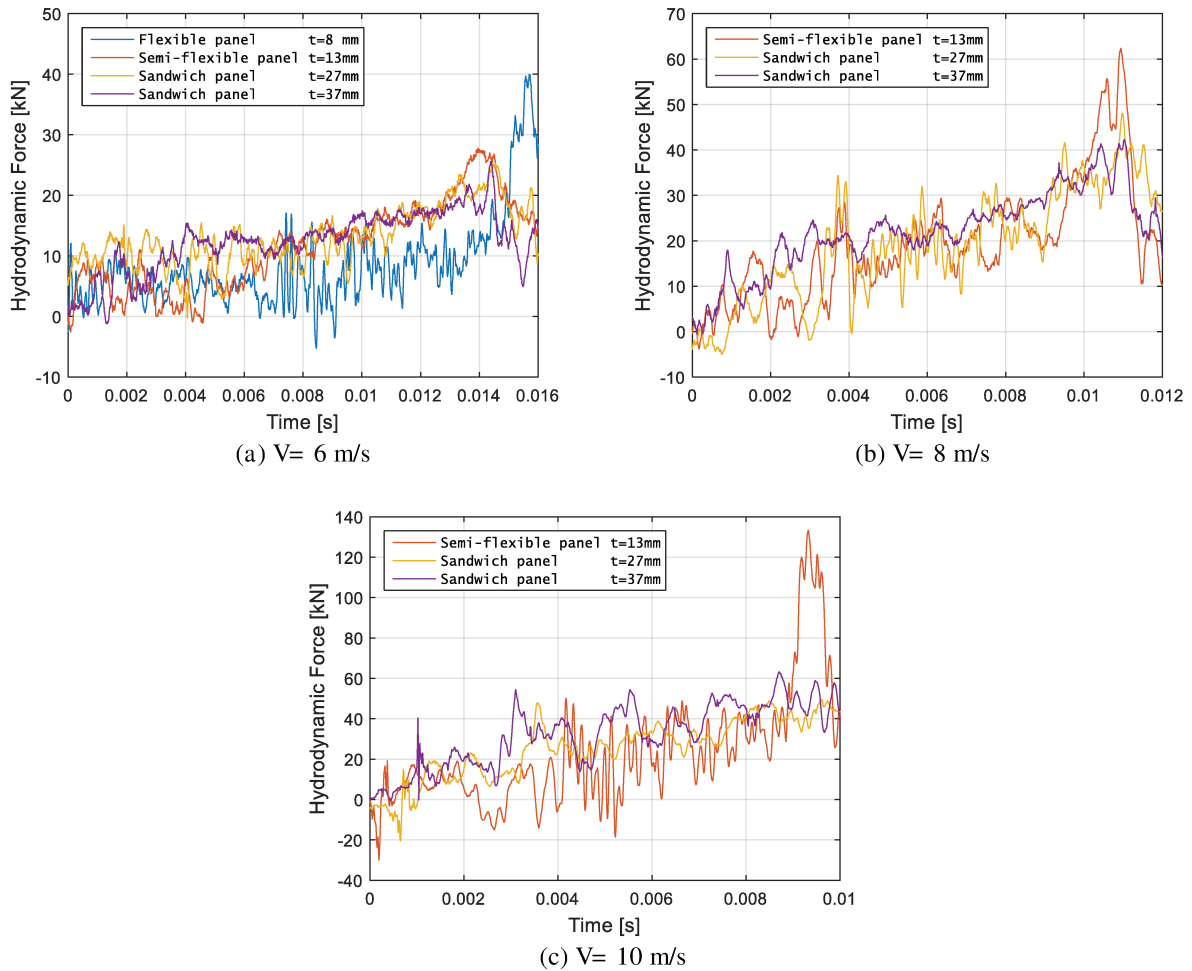 50
40
30
20
10
0
-10
Hydrodynamic Force [kN]
Flexible panel t=8 mm
Semi-flexible panel t=13mm
Sandwich panel t=27mm
Sandwich panel t=37mm
0 0.002 0.004 0.006 0.008 0.01 0.012 0.014 0.016
Time [s]
(a) V= 6 m/s
70
60
50
40
30
20
10
0
-10
Hydrodynamic Force [kN]
Semi-flexible panel t=13mm
Sandwich panel t=27mm
Sandwich panel t=37mm
0 0.002 0.004 0.006 0.008 0.01 0.012
Time [s]
(b) V= 8 m/s
140
120
100
80
60
40
20
0
-20
-40
Hydrodynamic Force [kN]
Semi-flexible panel t=13mm
Sandwich panel t=27mm
Sandwich panel t=37mm
0 0.002 0.004 0.006 0.008 0.01
Time [s]
(c) V= 10 m/s